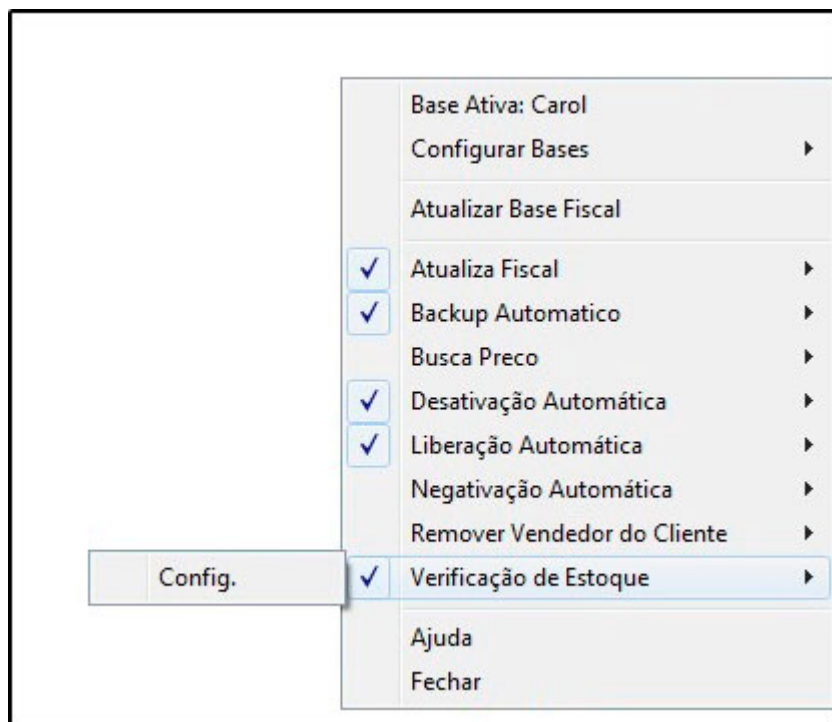 Base Ativa: Carol
Configurar Bases
Atualizar Base Fiscal
Atualiza Fiscal
Backup Automatico
Busca Preco
Desativação Automática
Liberação Automática
Negativação Automática
Remover Vendedor do Cliente
Config.
Verificação de Estoque
Ajuda
Fechar